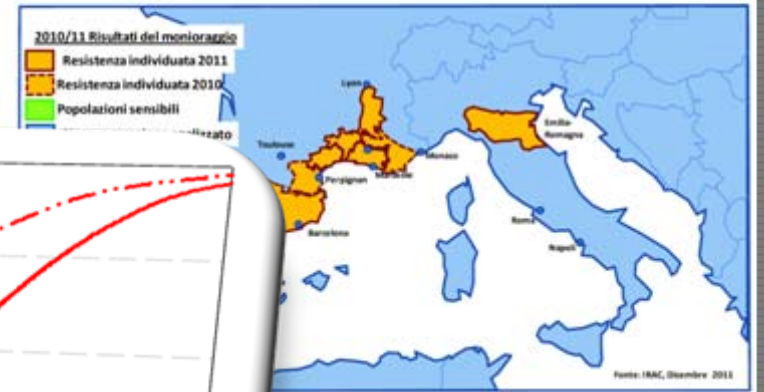 2010/11 Risultati del monioraggio
Resistenza individuata 2011
Resistenza individuata 2010
Popolazioni sensibili
Lyon
Toulouse
Monaco
Marseille
Perpignan
Barcelona
Emilia-
Romagna
Roma
Napoli
Fonte: IRAC, Dicembre 2011